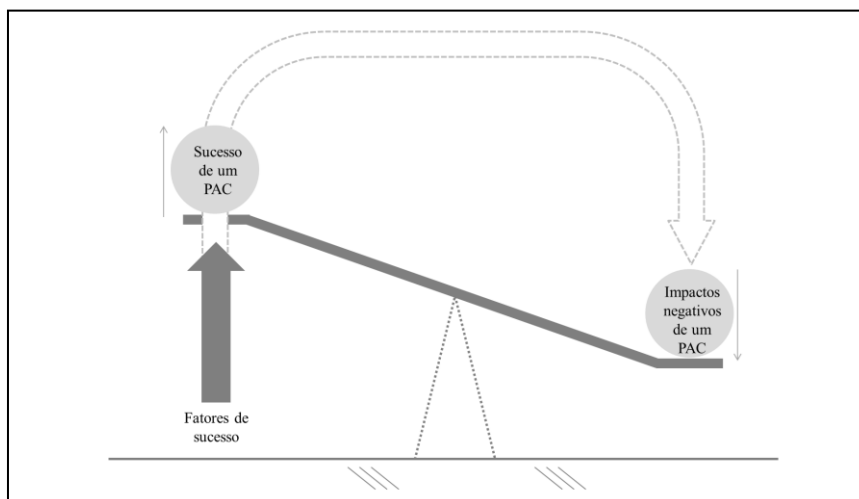 Sucesso
de um
PAC
Impactos
negativos
de um
PAC
Fatores de
sucesso